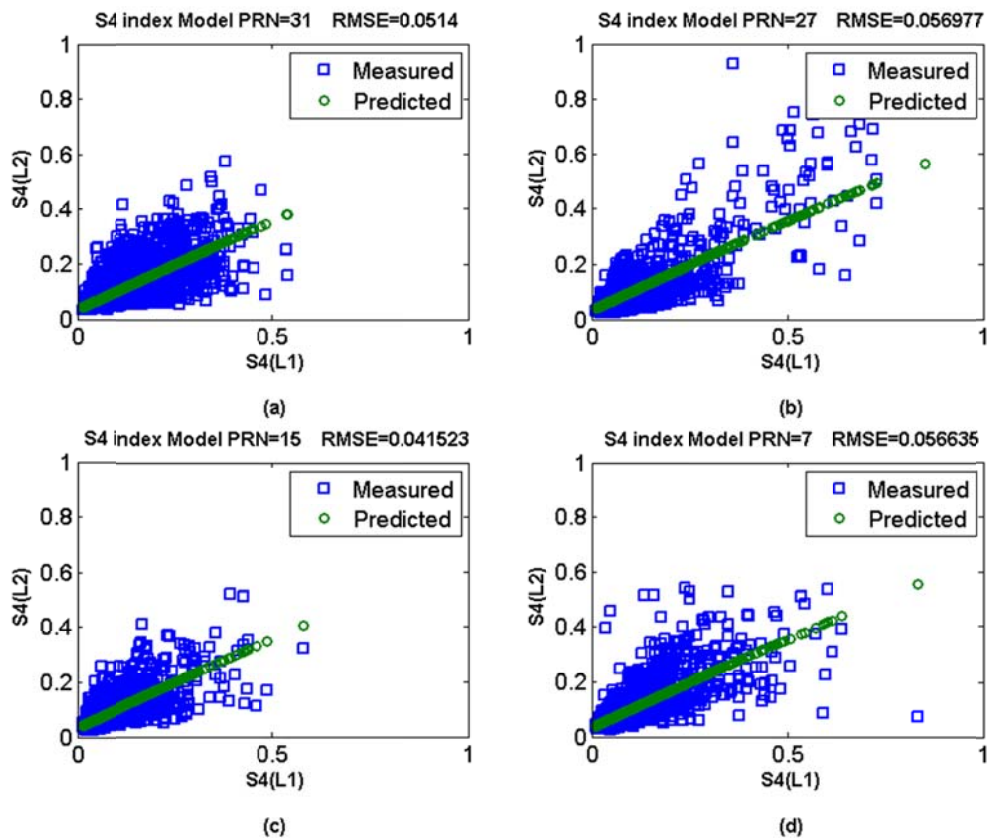 S4 index Model PRN=31 RMSE=0.0514
1
0.8
0.6
0.4
0.2
0
S4(L2)
Measured
Predicted
0 0.5 1
S4(L1)
(a)
S4 index Model PRN=27 RMSE=0.056977
1
0.8
0.6
0.4
0.2
0
S4(L2)
Measured
Predicted
0 0.5 1
S4(L1)
(b)
S4 index Model PRN=15 RMSE=0.041523
1
0.8
0.6
0.4
0.2
0
S4(L2)
Measured
Predicted
0 0.5 1
S4(L1)
(c)
S4 index Model PRN=7 RMSE=0.056635
1
0.8
0.6
0.4
0.2
0
S4(L2)
Measured
Predicted
0 0.5 1
S4(L1)
(d)